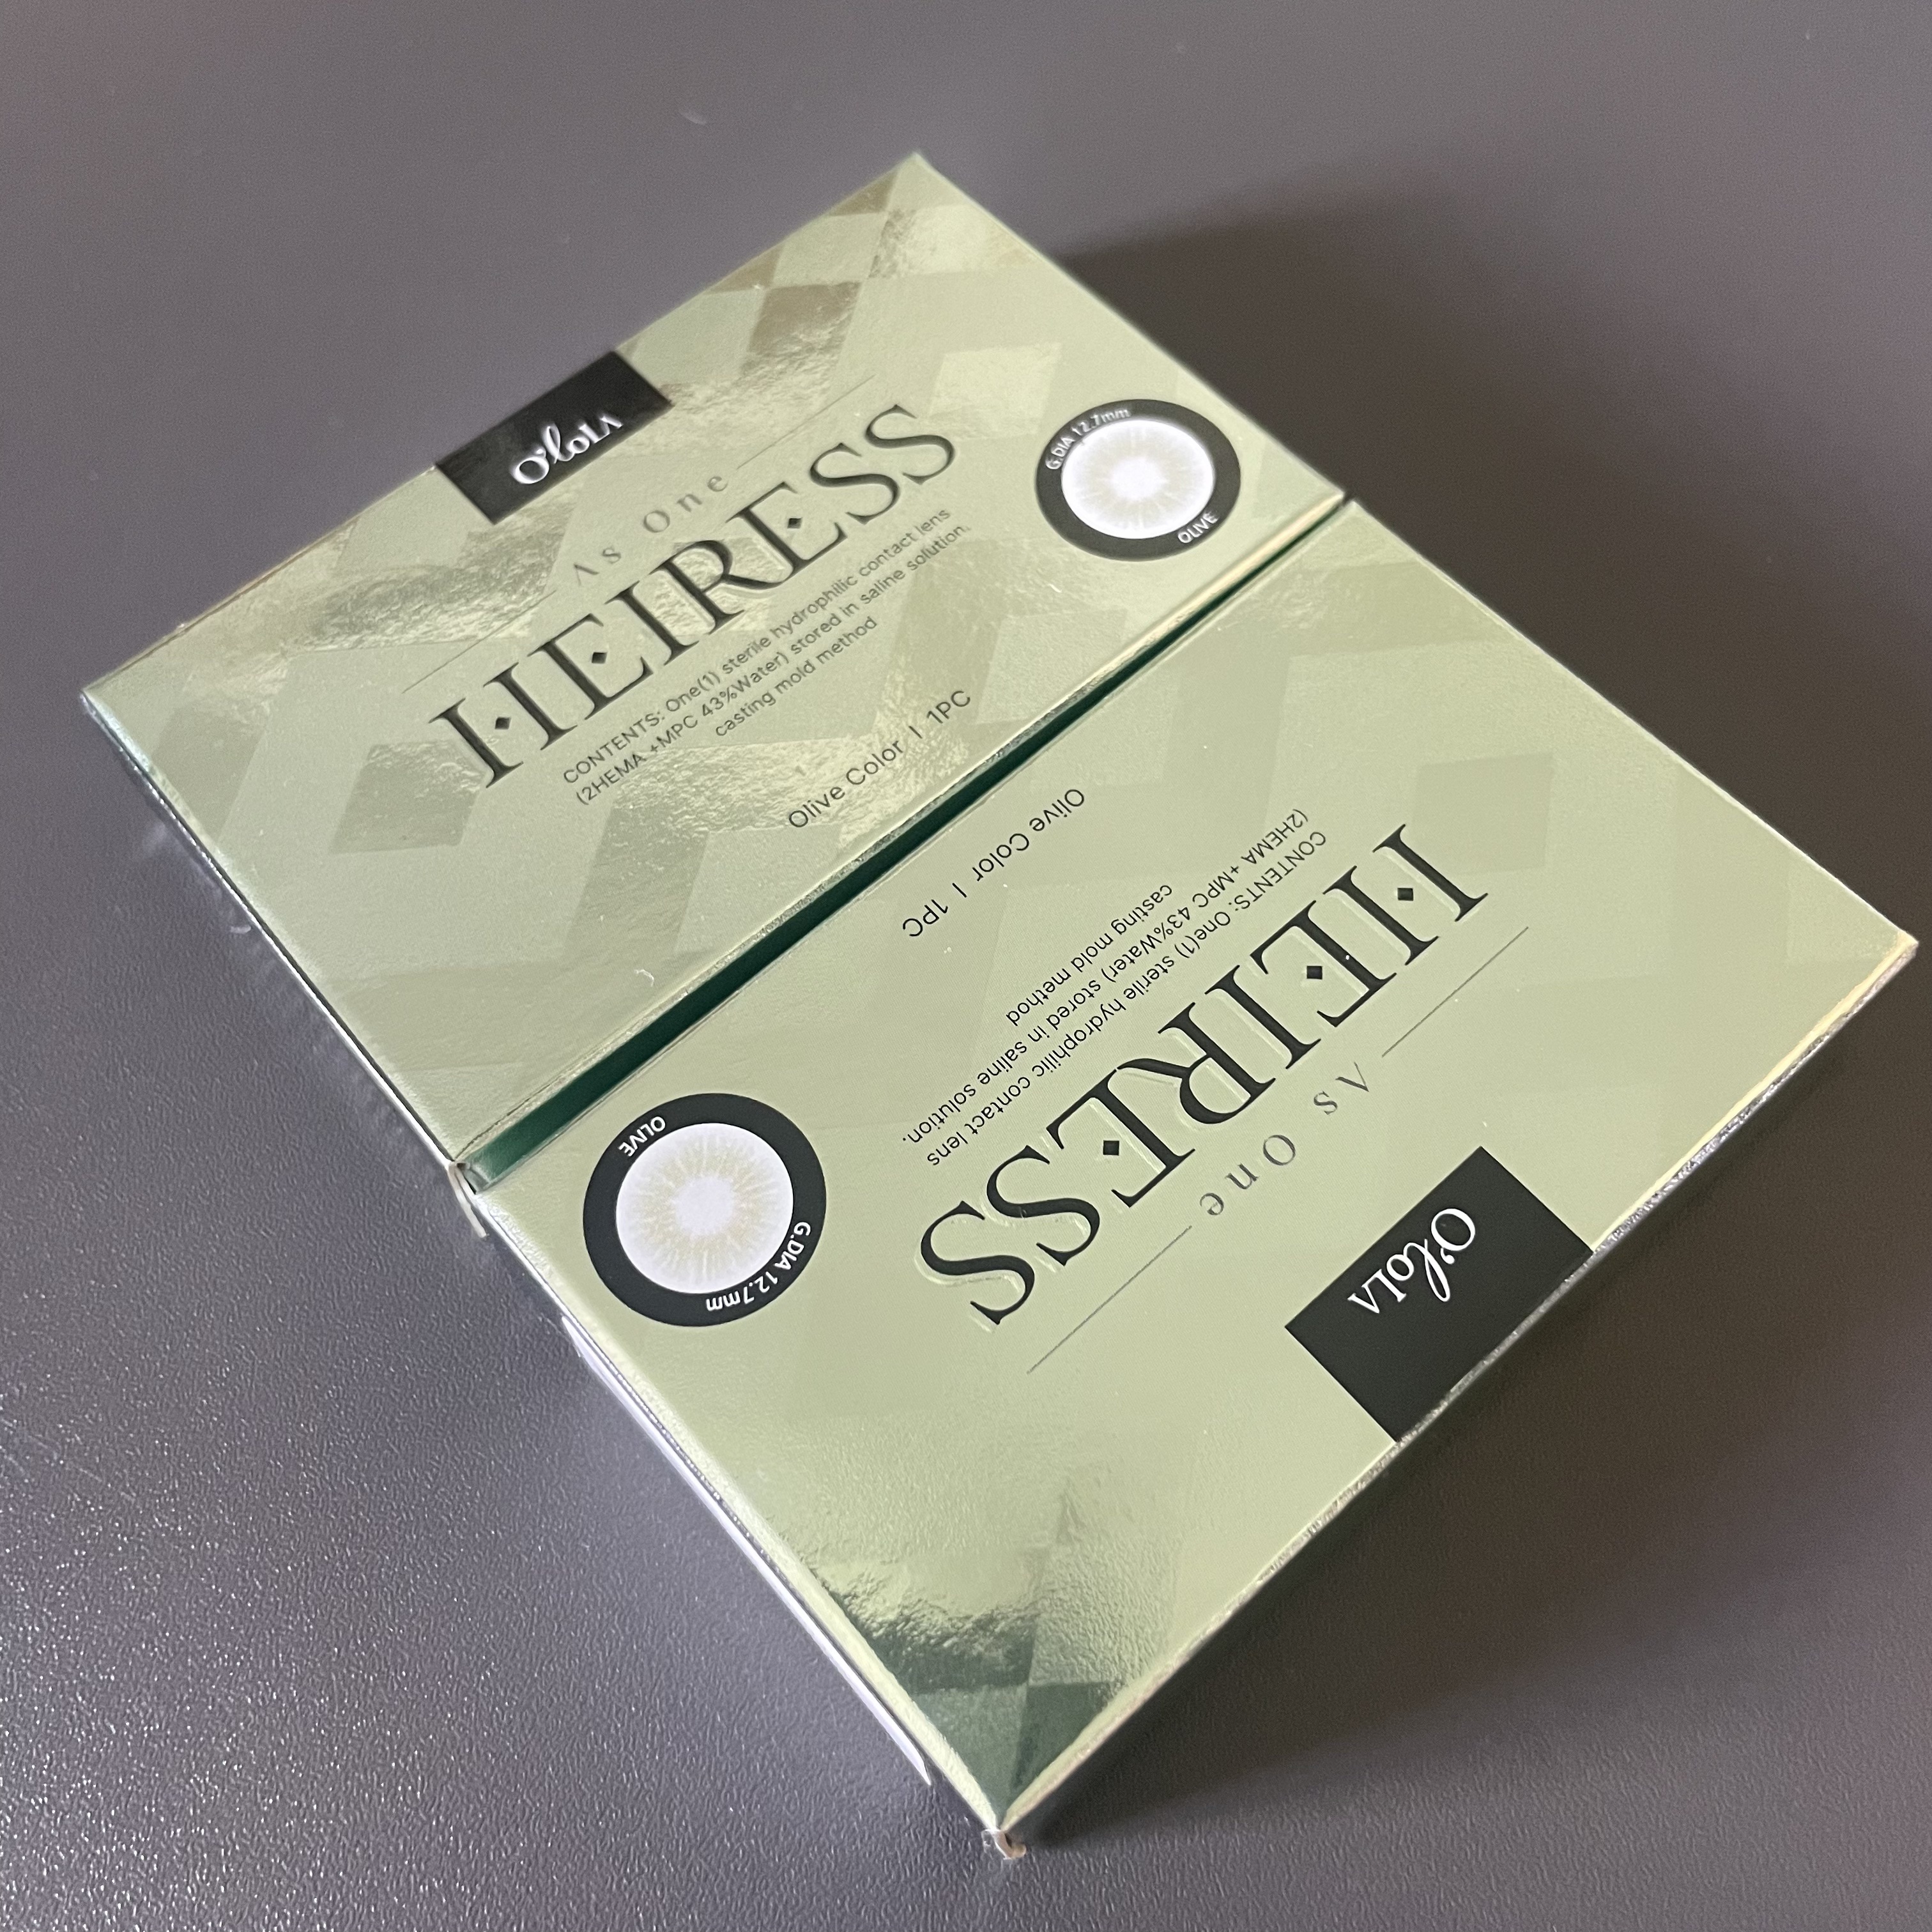 O'loLA
As One
HEIRESS
CONTENTS: One(1) sterile hydrophilic contact lens
(2HEMA +MPC 43%Water) stored in saline solution.
casting mold method
Olive Color | 1PC
G.DIA 12.7mm
OLIVE
O'loLA
As One
HEIRESS
CONTENTS: One(1) sterile hydrophilic contact lens
(2HEMA +MPC 43%Water) stored in saline solution.
casting mold method
Olive Color | 1PC
G.DIA 12.7mm
OLIVE